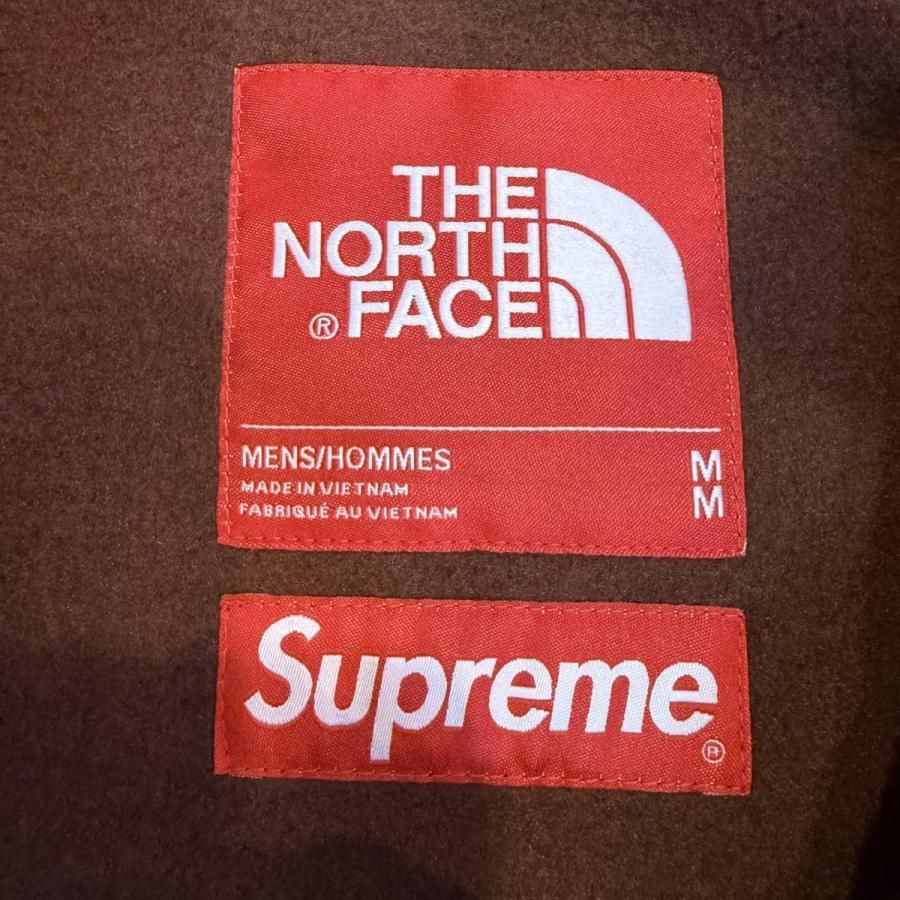 THE
NORTH
® FACE
MENS/HOMMES M
MADE IN VIETNAM
FABRIQUÉ AU VIETNAM M
Supreme
®